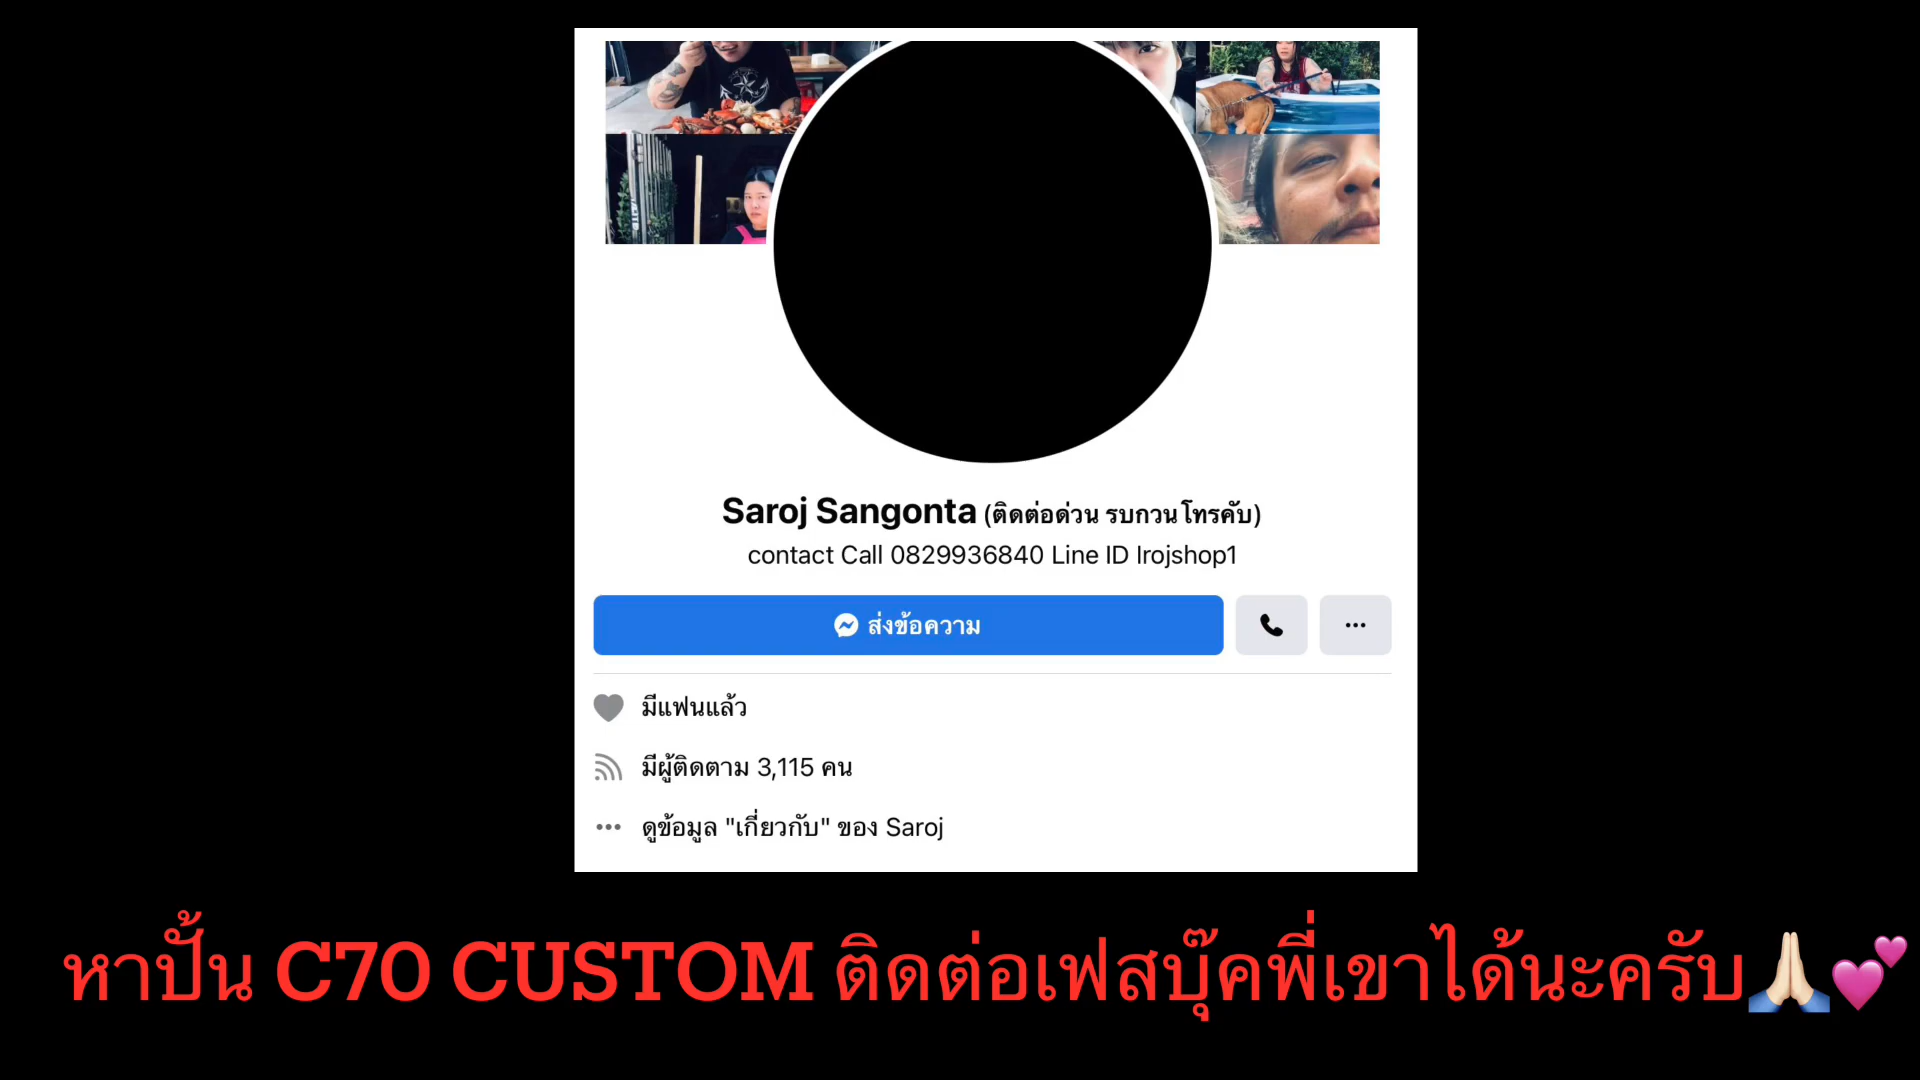 Saroj Sangonta (ติดต่อด่วน รบกวนโทรคับ)
contact Call 0829936840 Line ID Irojshop1
ส่งข้อความ
มีแฟนแล้ว
มีผู้ติดตาม 3,115 คน
ดูข้อมูล "เกี่ยวกับ" ของ Saroj
หาปั้น C70 CUSTOM ติดต่อเฟสบุ๊คพี่เขาได้นะครับ🙏🏻💕